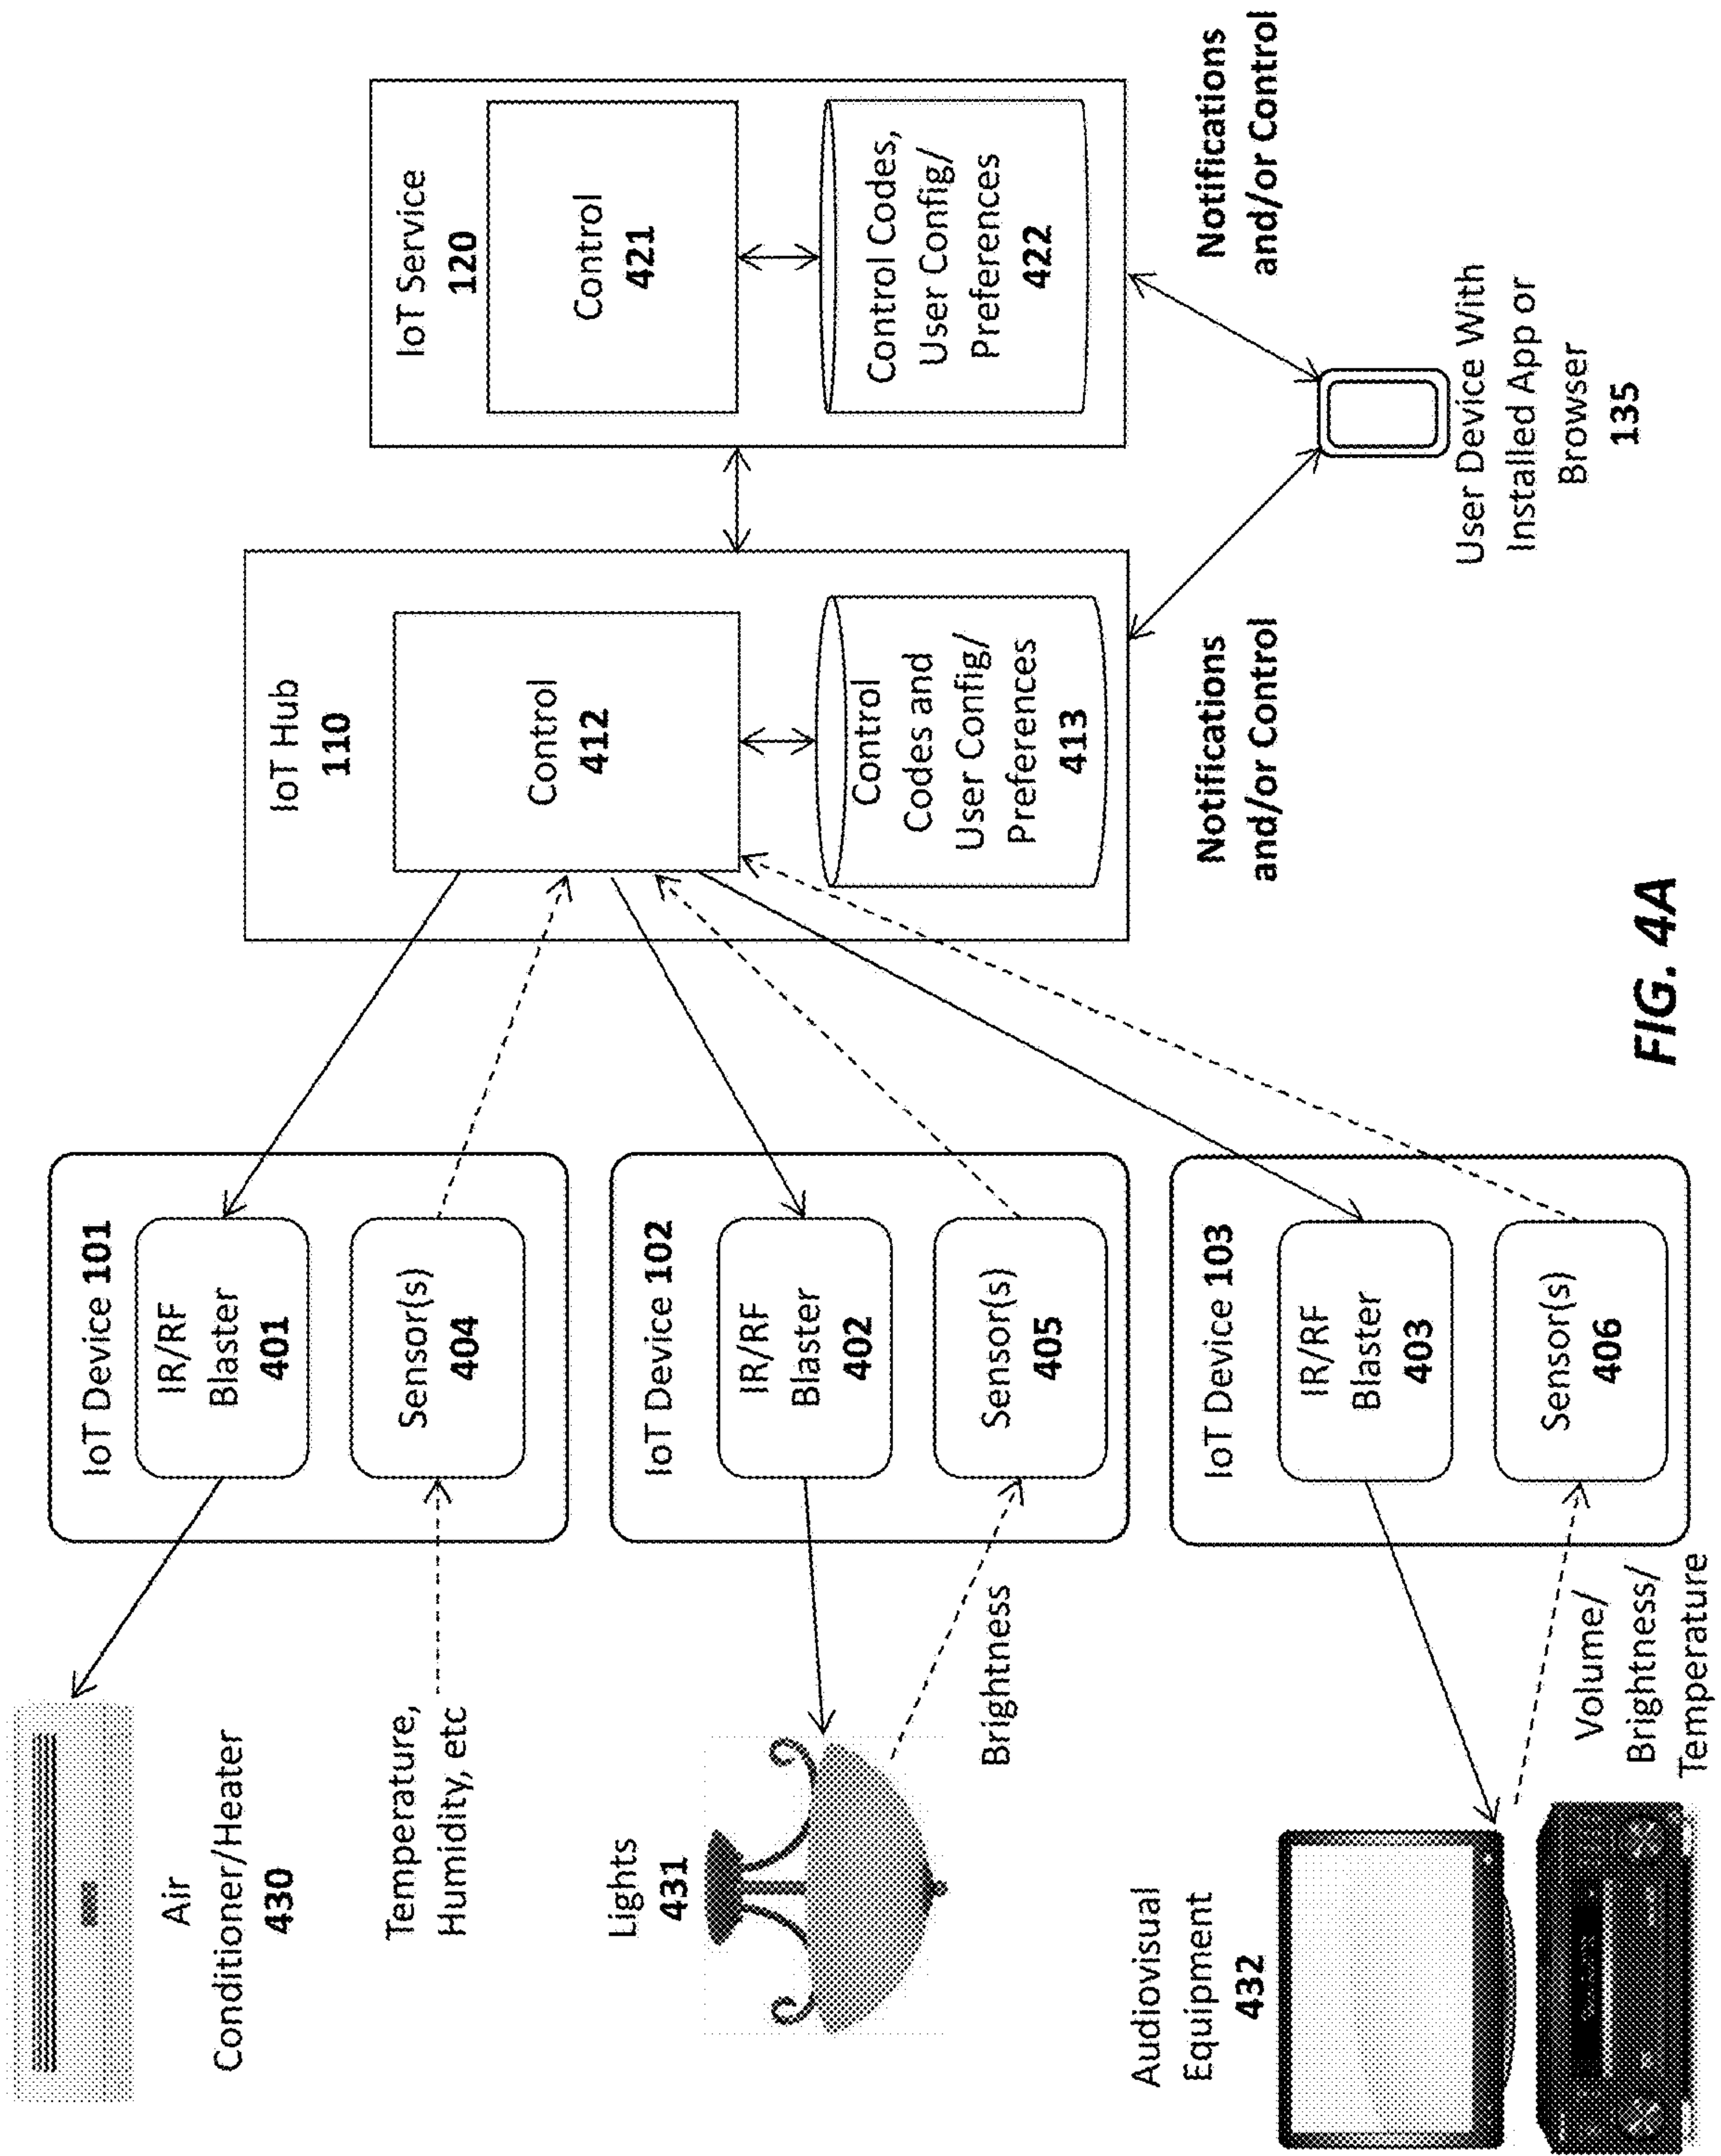 Air
Conditioner/Heater
430
Temperature,
Humidity, etc
Lights
431
Brightness
Audiovisual
Equipment
432
Volume/
Brightness/
Temperature
IoT Device 101
IR/RF
Blaster
401
Sensor(s)
404
IoT Device 102
IR/RF
Blaster
402
Sensor(s)
405
IoT Device 103
IR/RF
Blaster
403
Sensor(s)
406
IoT Hub
110
Control
412
Control
Codes and
User Config/
Preferences
413
Notifications
and/or Control
IoT Service
120
Control
421
Control Codes,
User Config/
Preferences
422
Notifications
and/or Control
User Device With
Installed App or
Browser
135
FIG. 4A